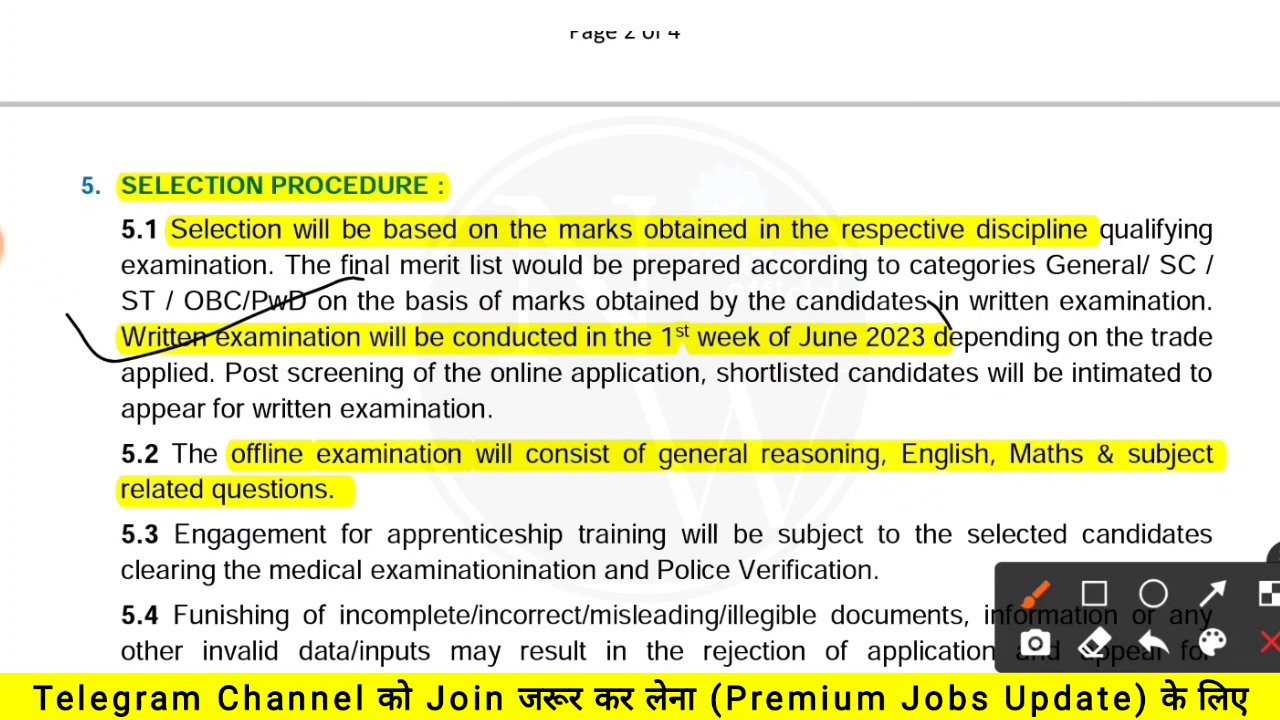 Page 2 of 4
5. SELECTION PROCEDURE :
5.1 Selection will be based on the marks obtained in the respective discipline qualifying
examination. The final merit list would be prepared according to categories General/ SC /
ST / OBC/PwD on the basis of marks obtained by the candidates in written examination.
Written examination will be conducted in the 1st week of June 2023 depending on the trade
applied. Post screening of the online application, shortlisted candidates will be intimated to
appear for written examination.
5.2 The offline examination will consist of general reasoning, English, Maths & subject
related questions.
5.3 Engagement for apprenticeship training will be subject to the selected candidates
clearing the medical examinationination and Police Verification.
5.4 Funishing of incomplete/incorrect/misleading/illegible documents, information or any
other invalid data/inputs may result in the rejection of application and appeal for
Telegram Channel को Join जरूर कर लेना (Premium Jobs Update) के लिए